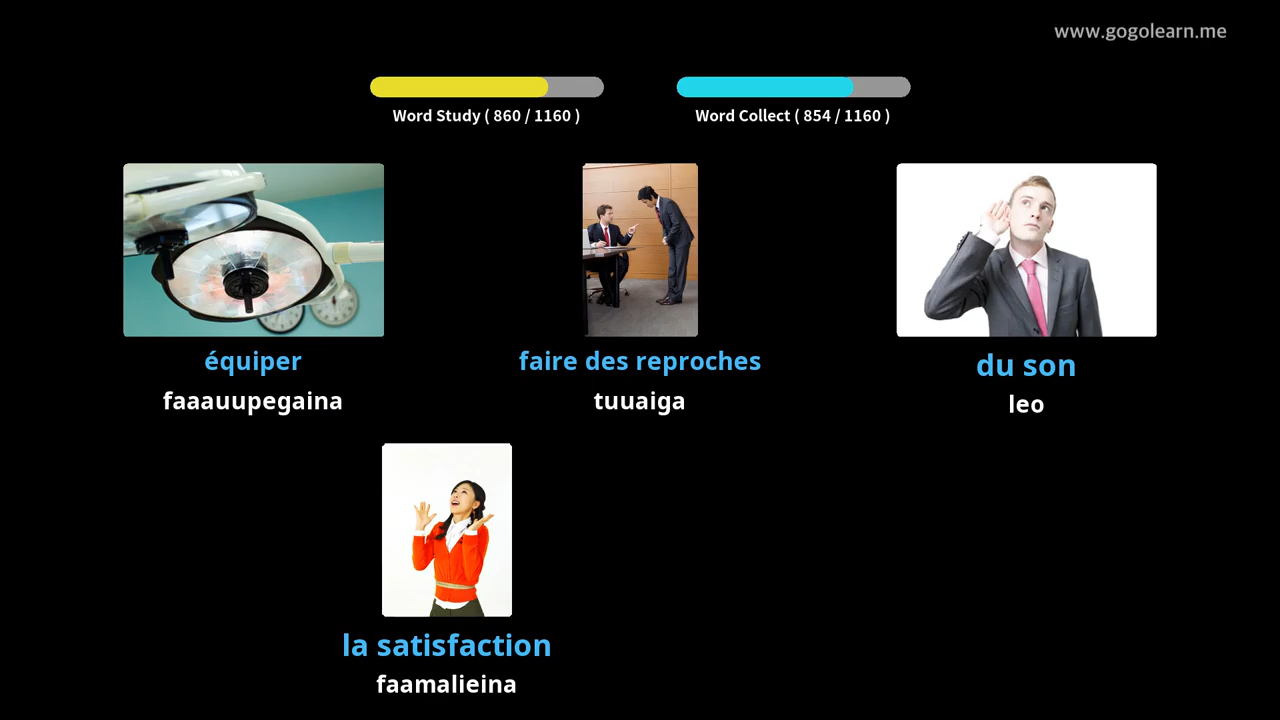 www.gogolearn.me
Word Study ( 860 / 1160 )
Word Collect ( 854 / 1160 )
équiper
faaauupegaina
faire des reproches
tuuaiga
du son
leo
la satisfaction
faamalieina